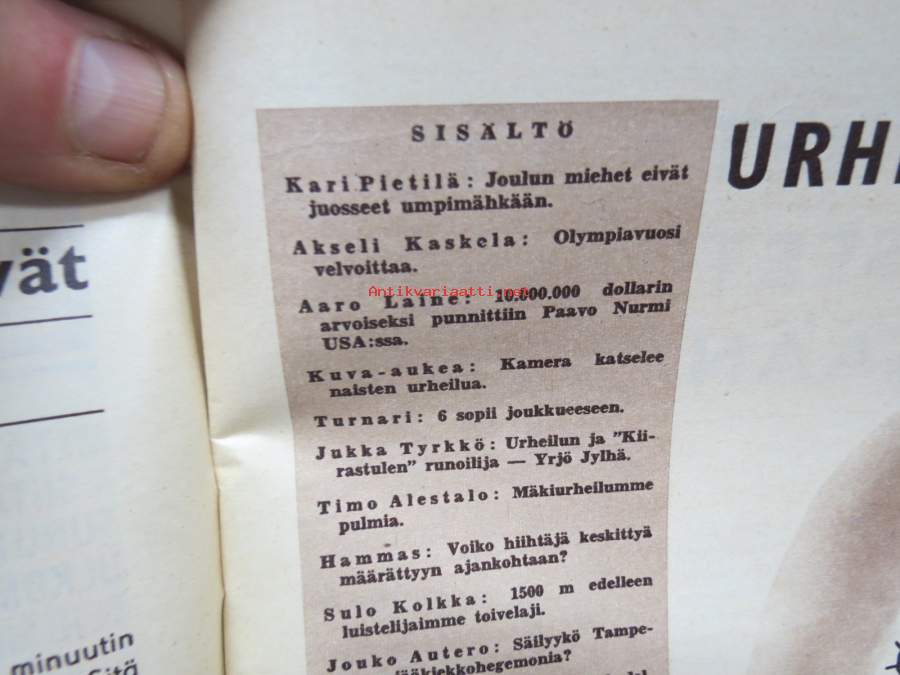 SISÄLTÖ
URH
Kari Pietilä: Joulun miehet eivät
juosseet umpimähkään.
Akseli Kaskela: Olympiavuosi
velvoittaa.
Antikvariaatti.net
Aaro Laine: 10.000.000 dollarin
arvoiseksi punnittiin Paavo Nurmi
USA:ssa.
Kuva-aukea: Kamera katselee
naisten urheilua.
Turnari: 6 sopii joukkueeseen.
Jukka Tyrkkö: Urheilun ja ”Kii-
rastulen” runoilija — Yrjö Jylhä.
Timo Alestalo: Mäkiurheilumme
pulmia.
Hammas: Voiko hiihtäjä keskittyä
määrättyyn ajankohtaan?
Sulo Kolkka: 1500 m edelleen
luistelijaimme toivelaji.
Jouko Autero: Säilyykö Tampe-
jääkiekkohegemonia?
vät
minuutin